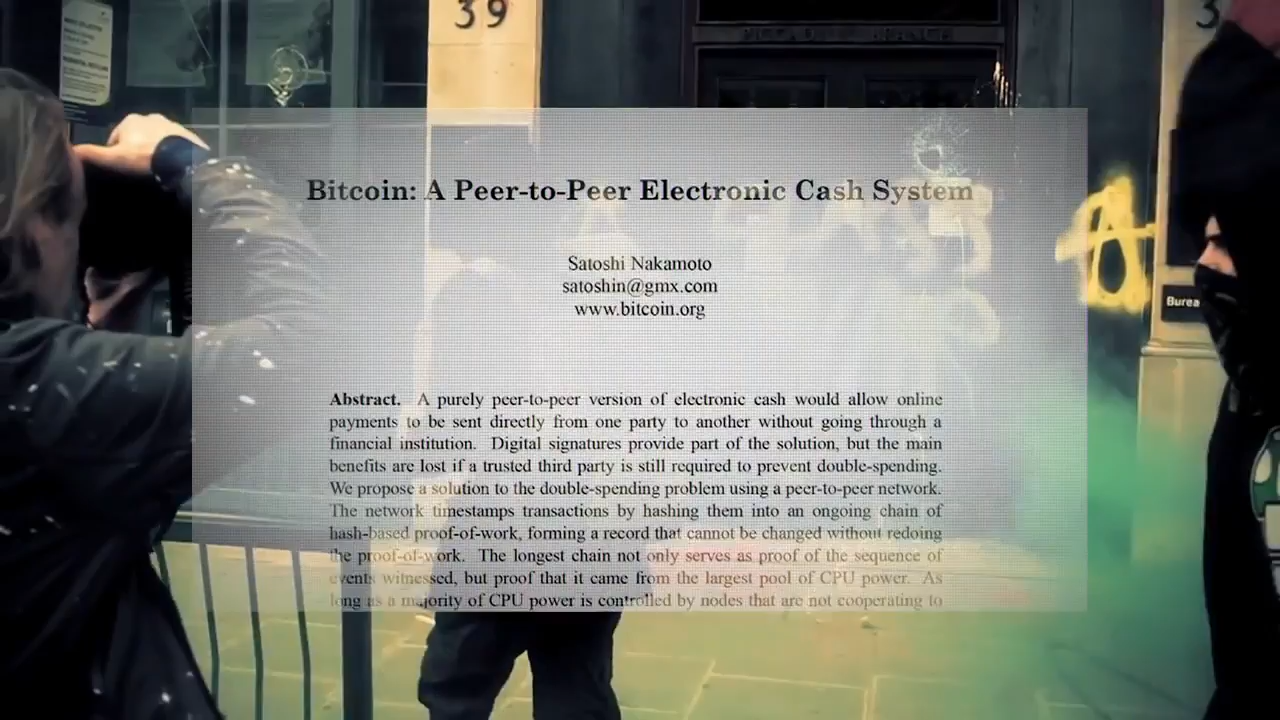 39
3
PICCADILLY BRANCH
Bitcoin: A Peer-to-Peer Electronic Cash System
Satoshi Nakamoto
satoshin@gmx.com
www.bitcoin.org
Burea
Abstract. A purely peer-to-peer version of electronic cash would allow online
payments to be sent directly from one party to another without going through a
financial institution. Digital signatures provide part of the solution, but the main
benefits are lost if a trusted third party is still required to prevent double-spending.
We propose a solution to the double-spending problem using a peer-to-peer network.
The network timestamps transactions by hashing them into an ongoing chain of
hash-based proof-of-work, forming a record that cannot be changed without redoing
the proof-of-work. The longest chain not only serves as proof of the sequence of
events witnessed, but proof that it came from the largest pool of CPU power. As
long as a majority of CPU power is controlled by nodes that are not cooperating to